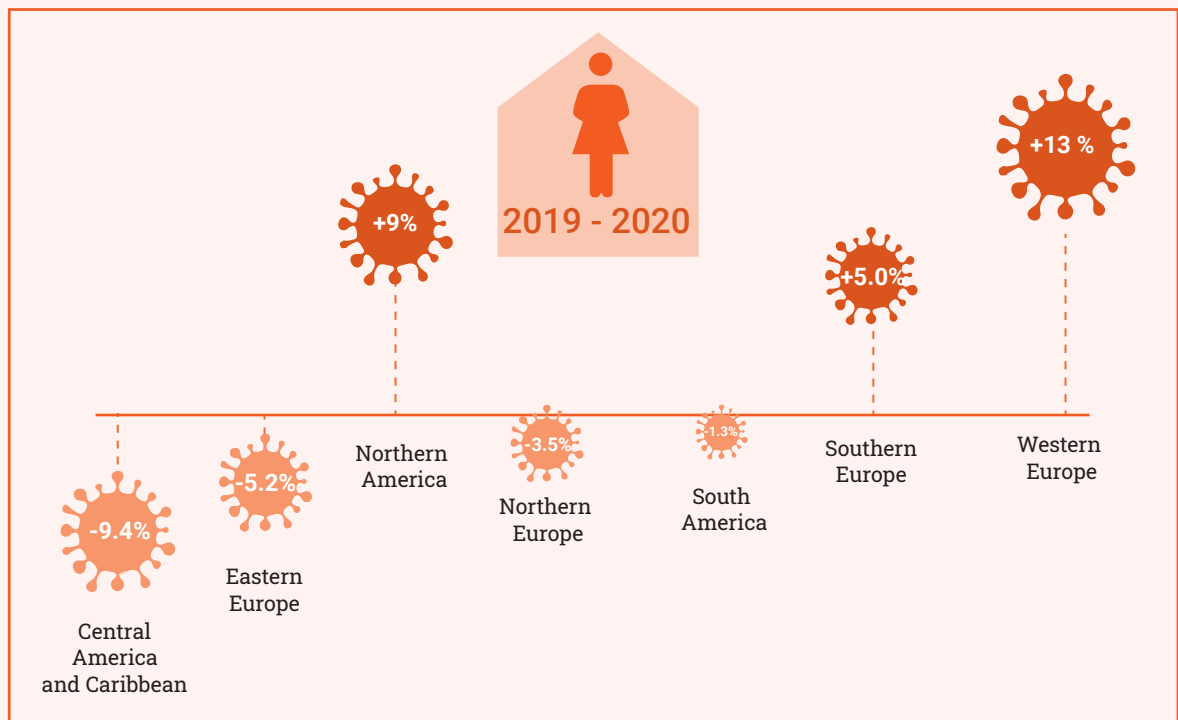 2019 - 2020
+13 %
+9%
+5.0%
-3.5%
-1.3%
-5.2%
-9.4%
Northern
America
Northern
Europe
South
America
Southern
Europe
Western
Europe
Eastern
Europe
Central
America
and Caribbean